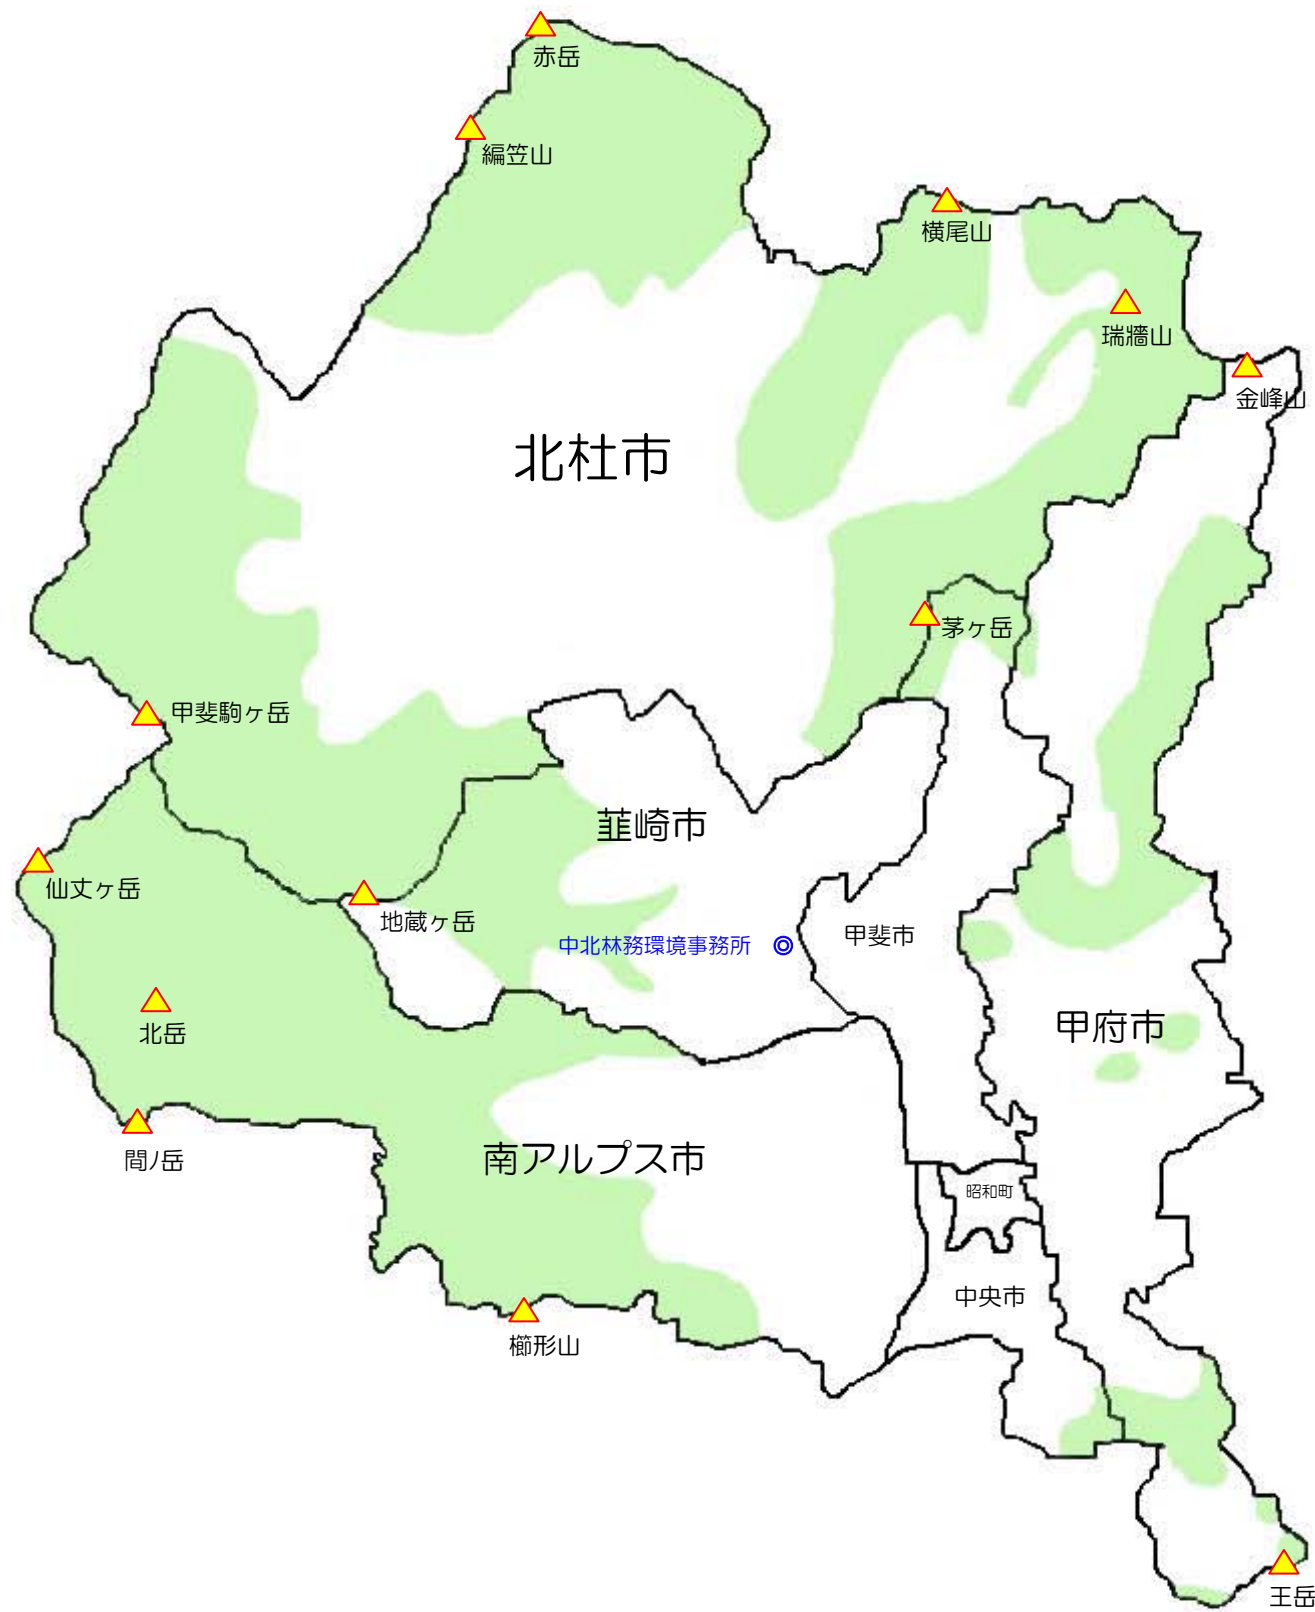 赤岳
編笠山
横尾山
瑞牆山
金峰山
北杜市
茅ヶ岳
甲斐駒ヶ岳
韮崎市
仙丈ヶ岳
地蔵ヶ岳
中北林務環境事務所
甲斐市
北岳
甲府市
間ノ岳
南アルプス市
昭和町
中央市
櫛形山
王岳